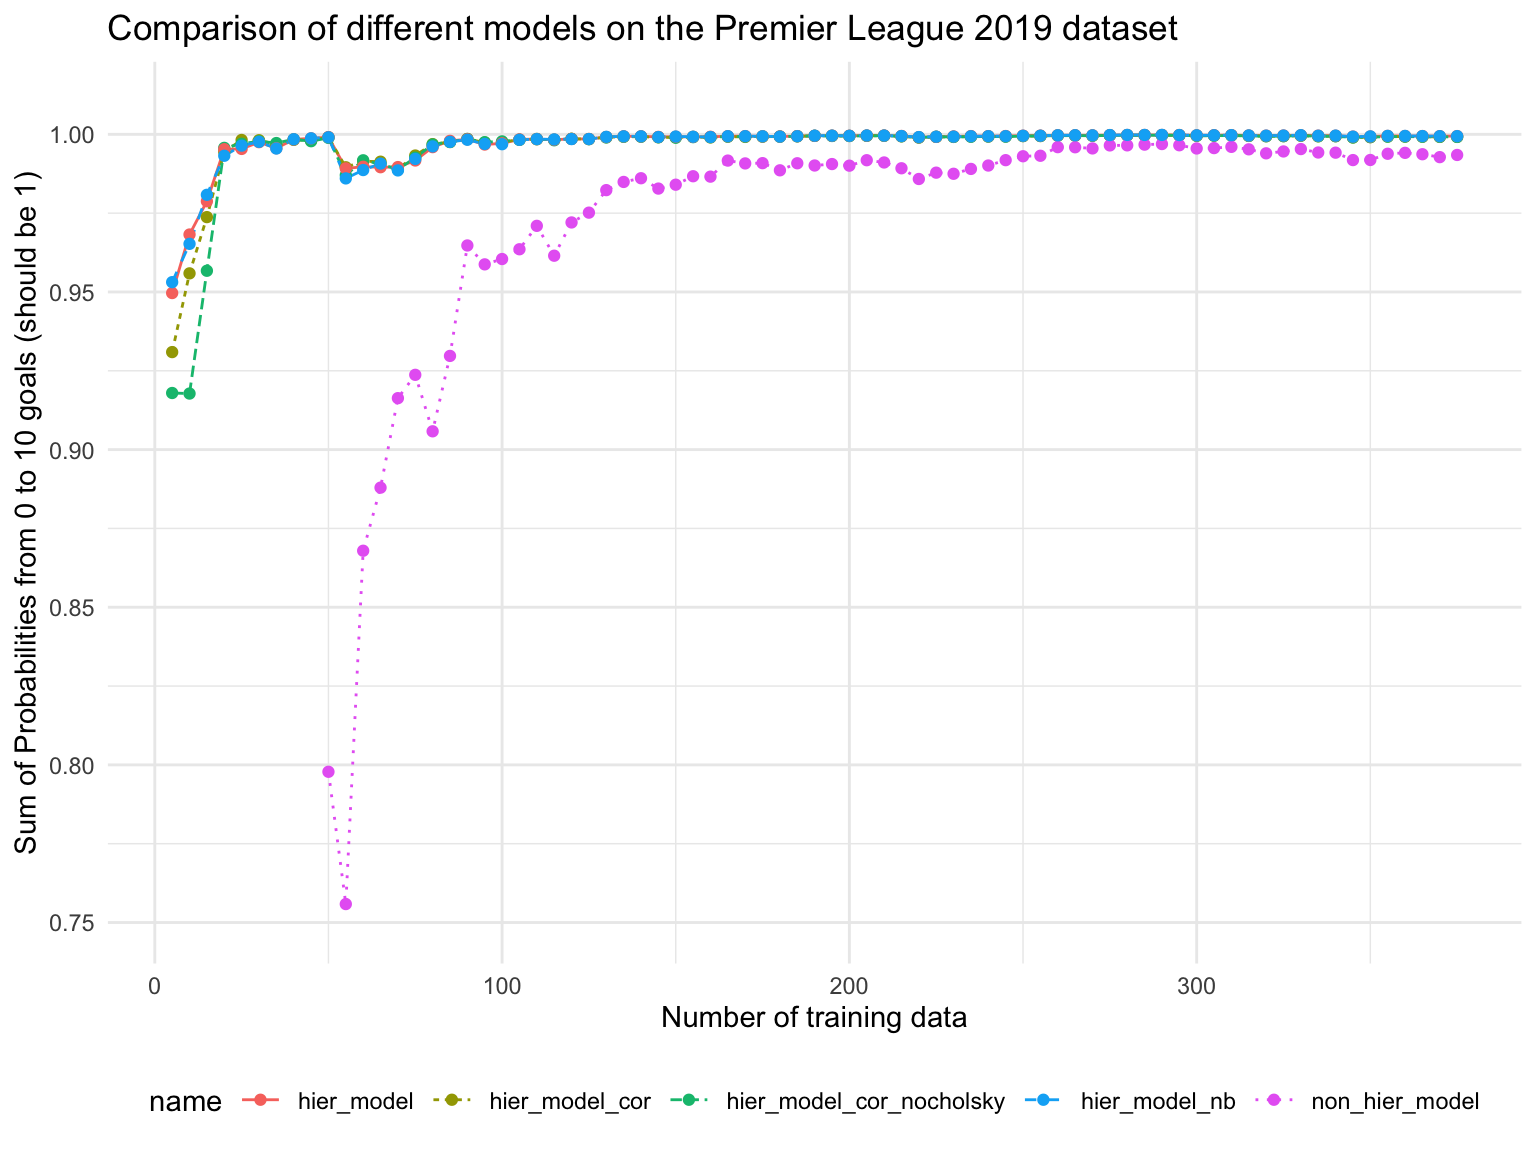 Comparison of different models on the Premier League 2019 dataset
Sum of Probabilities from 0 to 10 goals (should be 1)
1.00
0.95
0.90
0.85
0.80
0.75
0 100 200 300
Number of training data
name hier_model hier_model_cor hier_model_cor_nocholsky hier_model_nb non_hier_model